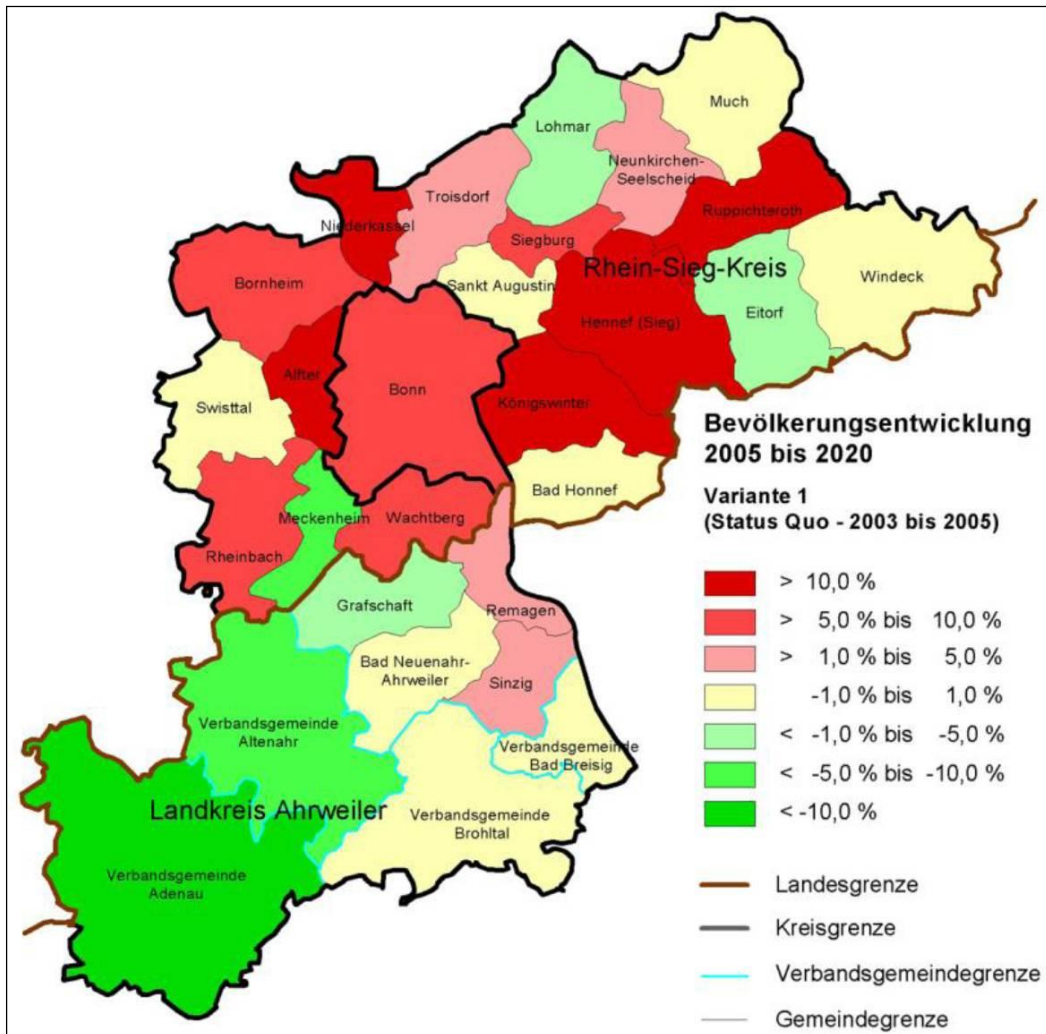 Much
Lohmar
Neunkirchen-
Seelscheid
Troisdorf
Ruppichteroth
Niederkassel
Siegburg
Rhein-Sieg-Kreis
Windeck
Bornheim
Sankt Augustin
Eitorf
Hennef (Sieg)
Alfter
Bonn
Königswinter
Swisttal
Bad Honnef
Meckenheim
Wachtberg
Rheinbach
Grafschaft
Remagen
Bad Neuenahr-
Ahrweiler
Sinzig
Verbandsgemeinde
Altenahr
Verbandsgemeinde
Bad Breisig
Landkreis Ahrweiler
Verbandsgemeinde
Brohltal
Verbandsgemeinde
Adenau
Bevölkerungsentwicklung
2005 bis 2020
Variante 1
(Status Quo - 2003 bis 2005)
> 10,0 %
> 5,0 % bis 10,0 %
> 1,0 % bis 5,0 %
-1,0 % bis 1,0 %
< -1,0 % bis -5,0 %
< -5,0 % bis -10,0 %
< -10,0 %
Landesgrenze
Kreisgrenze
Verbandsgemeindegrenze
Gemeindegrenze